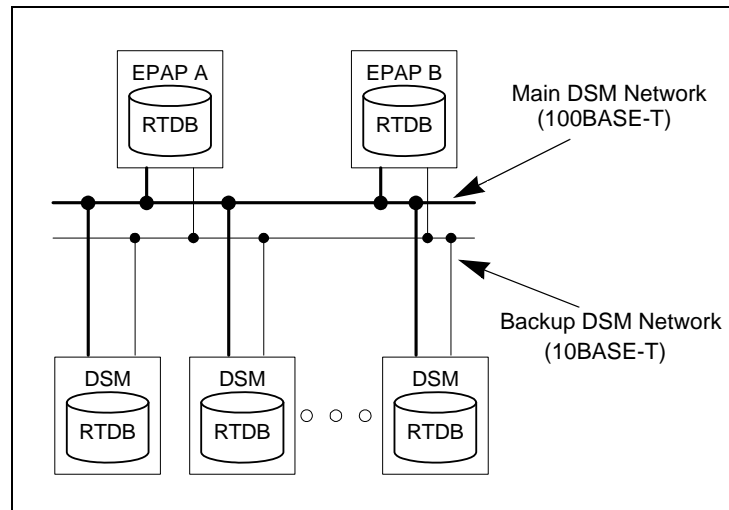 EPAP A
RTDB
EPAP B
RTDB
Main DSM Network
(100BASE-T)
Backup DSM Network
(10BASE-T)
DSM
RTDB
DSM
RTDB
DSM
RTDB